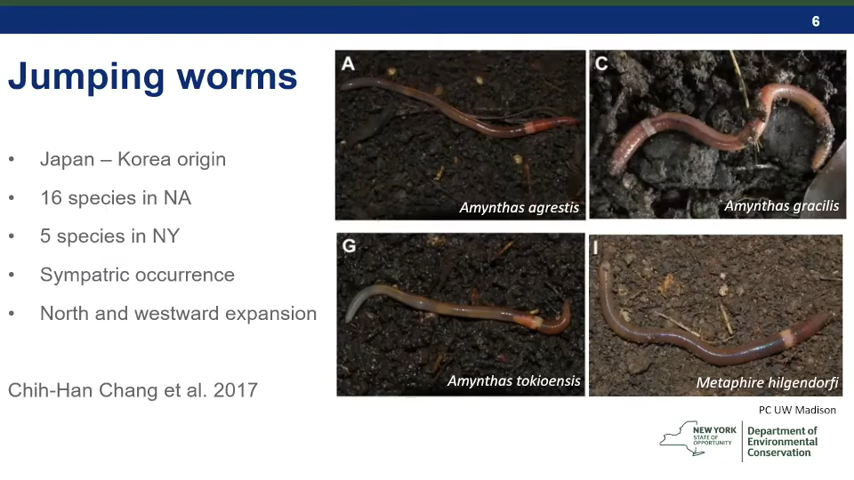 6
Jumping worms
• Japan – Korea origin
• 16 species in NA
• 5 species in NY
• Sympatric occurrence
• North and westward expansion
Chih-Han Chang et al. 2017
A
Amynthas agrestis
C
Amynthas gracilis
G
Amynthas tokioensis
I
Metaphire hilgendorfi
PC UW Madison
NEW YORK
STATE OF
OPPORTUNITY
Department of
Environmental
Conservation